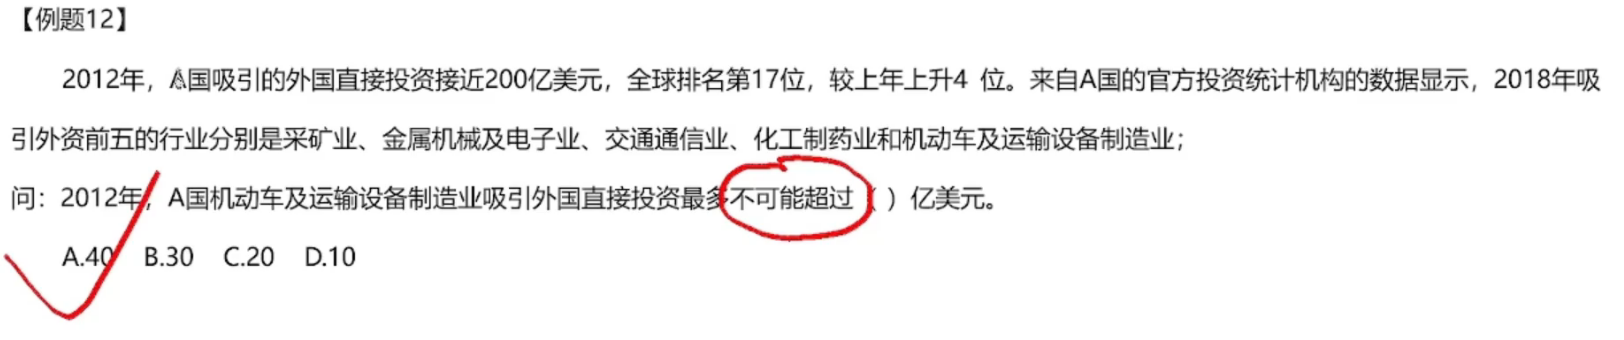 【例题12】
2012年，A国吸引的外国直接投资接近200亿美元，全球排名第17位，较上年上升4 位。来自A国的官方投资统计机构的数据显示，2018年吸
引外资前五的行业分别是采矿业、金属机械及电子业、交通通信业、化工制药业和机动车及运输设备制造业；
问：2012年，A国机动车及运输设备制造业吸引外国直接投资最多不可能超过（ ）亿美元。
A.40 B.30 C.20 D.10